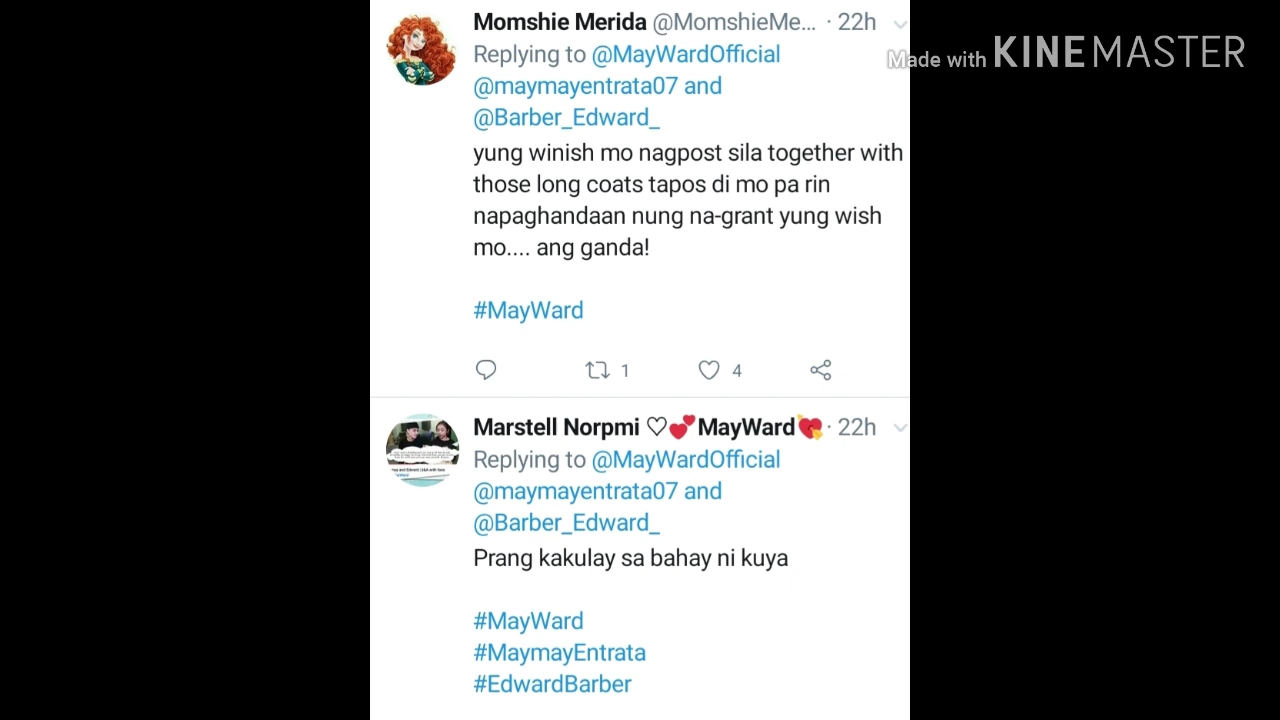 Momshie Merida @MomshieMe... · 22h
Made with KINEMASTER
Replying to @MayWardOfficial
@maymayentrata07 and
@Barber_Edward_
yung winish mo nagpost sila together with
those long coats tapos di mo pa rin
napaghandaan nung na-grant yung wish
mo.... ang ganda!
#MayWard
1 4
Marstell Norpmi ♡💕MayWard💘 · 22h
Replying to @MayWardOfficial
@maymayentrata07 and
@Barber_Edward_
Prang kakulay sa bahay ni kuya
#MayWard
#MaymayEntrata
#EdwardBarber